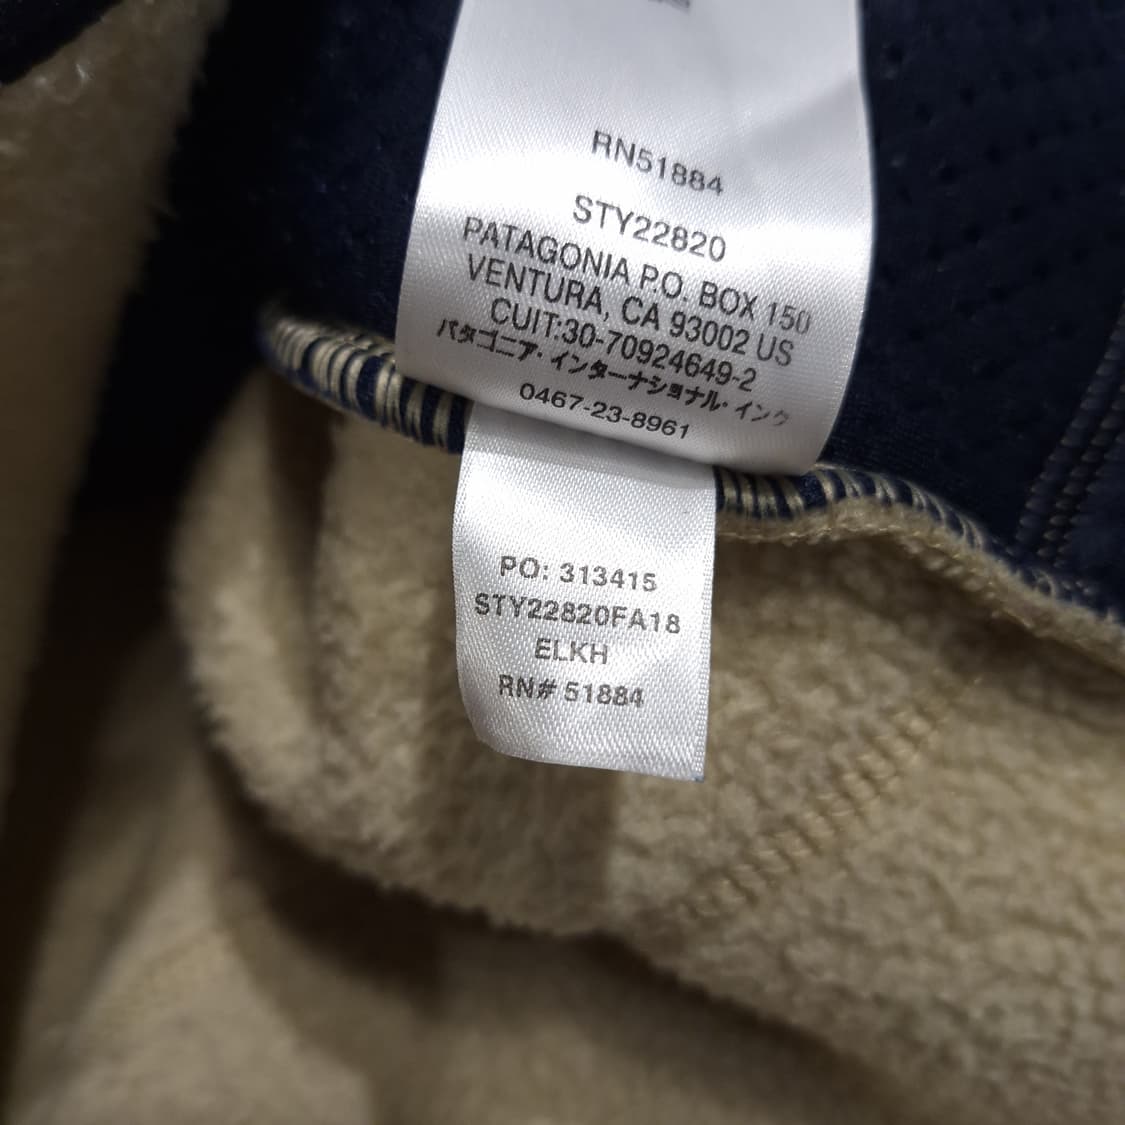 RN51884
STY22820
PATAGONIA P.O. BOX 150
VENTURA, CA 93002 US
CUIT:30-70924649-2
パタゴニア・インターナショナル・インク
0467-23-8961
PO: 313415
STY22820FA18
ELKH
RN# 51884